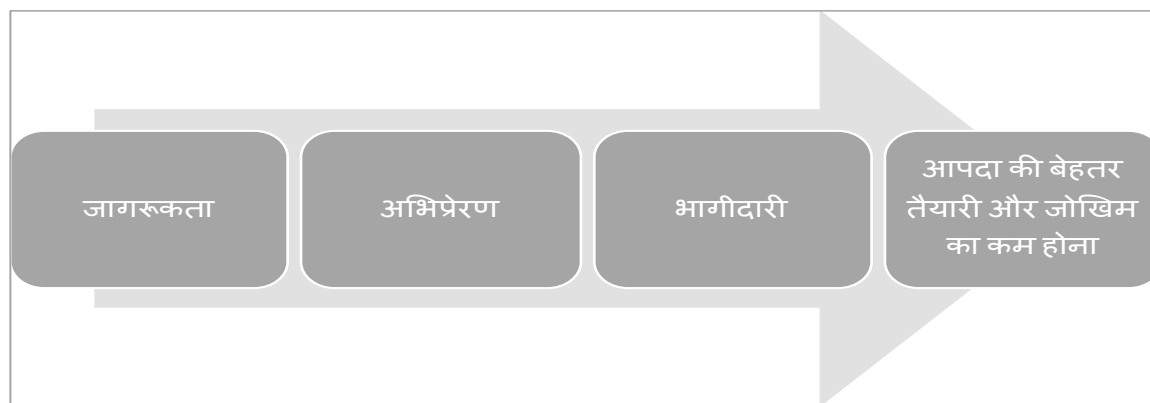 जागरूकता
अभिप्रेरण
भागीदारी
आपदा की बेहतर
तैयारी और जोखिम
का कम होना